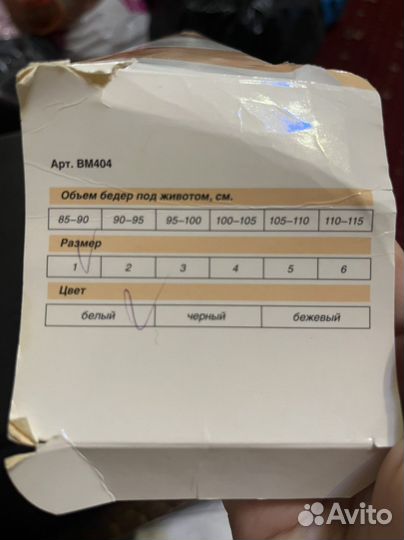 Арт. ВМ404
Объем бедер под животом, см.
85–90 90–95 95–100 100–105 105–110 110–115
Размер
1 2 3 4 5 6
Цвет
белый черный бежевый
Avito